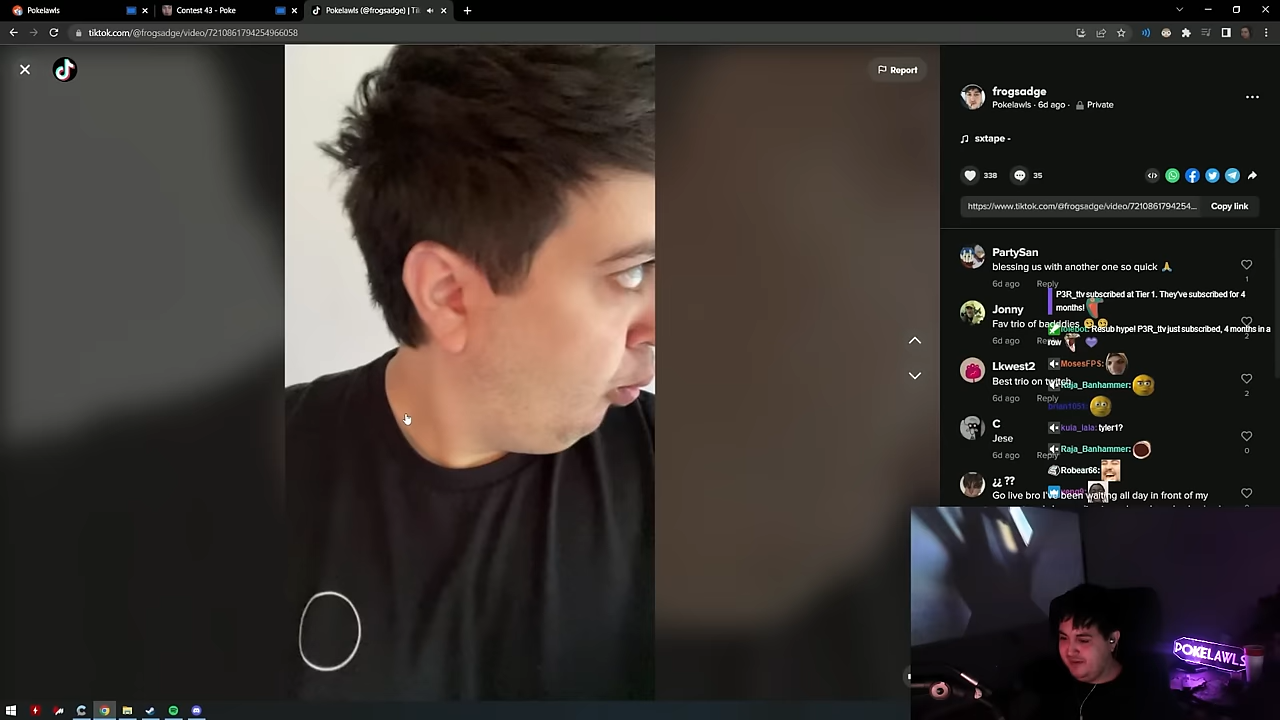 Pokelawls
Contest 43 - Poke
Pokelawls (@frogsadge) | Ti
tiktok.com/@frogsadge/video/7210861794254966058
Report
frogsadge
Pokelawls · 6d ago · Private
sxtape -
338
35
https://www.tiktok.com/@frogsadge/video/7210861794254...
Copy link
PartySan
blessing us with another one so quick 🙏
6d ago
Reply
1
P3R_ttv subscribed at Tier 1. They've subscribed for 4
months!
Jonny
Fav trio of badddies
Resub hype! P3R_ttv just subscribed, 4 months in a
row
6d ago
2
MosesFPS:
Lkwest2
Best trio on twitch
Raja_Banhammer:
6d ago
Reply
2
brian1051:
C
kula_lala: tyler1?
Jese
Raja_Banhammer:
6d ago
0
Robear66:
¿¿ ??
Go live bro I've been waiting all day in front of my
POKELAWLS